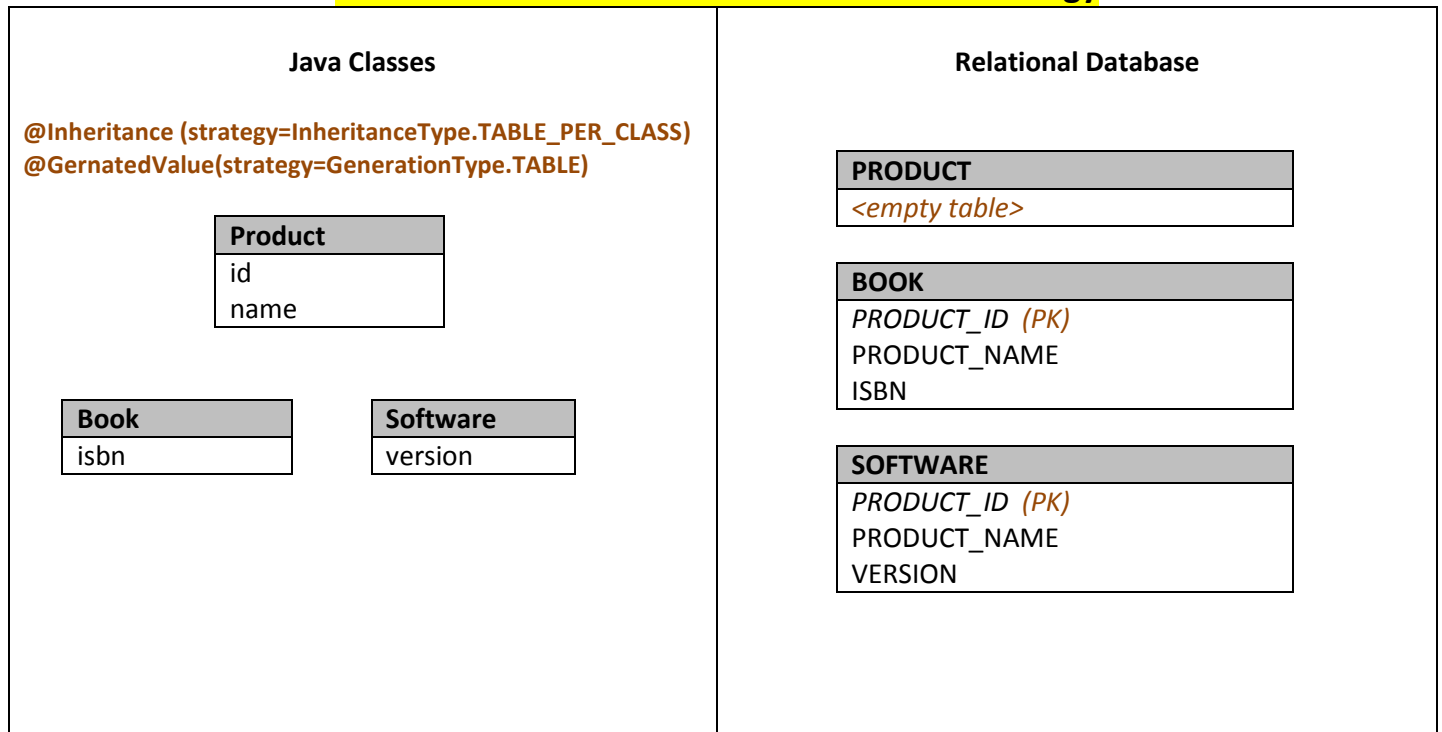 Java Classes
@Inheritance (strategy=InheritanceType.TABLE_PER_CLASS)
@GernatedValue(strategy=GenerationType.TABLE)
Product
id
name
Book
isbn
Software
version
Relational Database
PRODUCT
<empty table>
BOOK
PRODUCT_ID (PK)
PRODUCT_NAME
ISBN
SOFTWARE
PRODUCT_ID (PK)
PRODUCT_NAME
VERSION